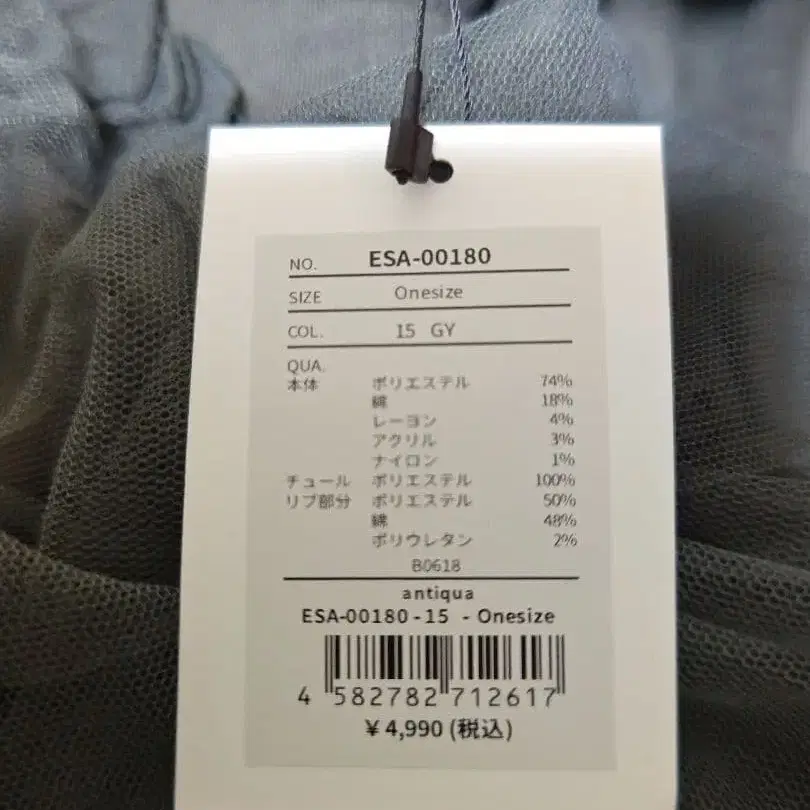 NO. ESA-00180
SIZE Onesize
COL. 15 GY
QUA.
本体 ポリエステル 74%
綿 18%
レーヨン 4%
アクリル 3%
ナイロン 1%
チュール ポリエステル 100%
リブ部分 ポリエステル 50%
綿 48%
ポリウレタン 2%
B0618
antiqua
ESA-00180-15 - Onesize
4 582782 712617
¥4,990(税込)